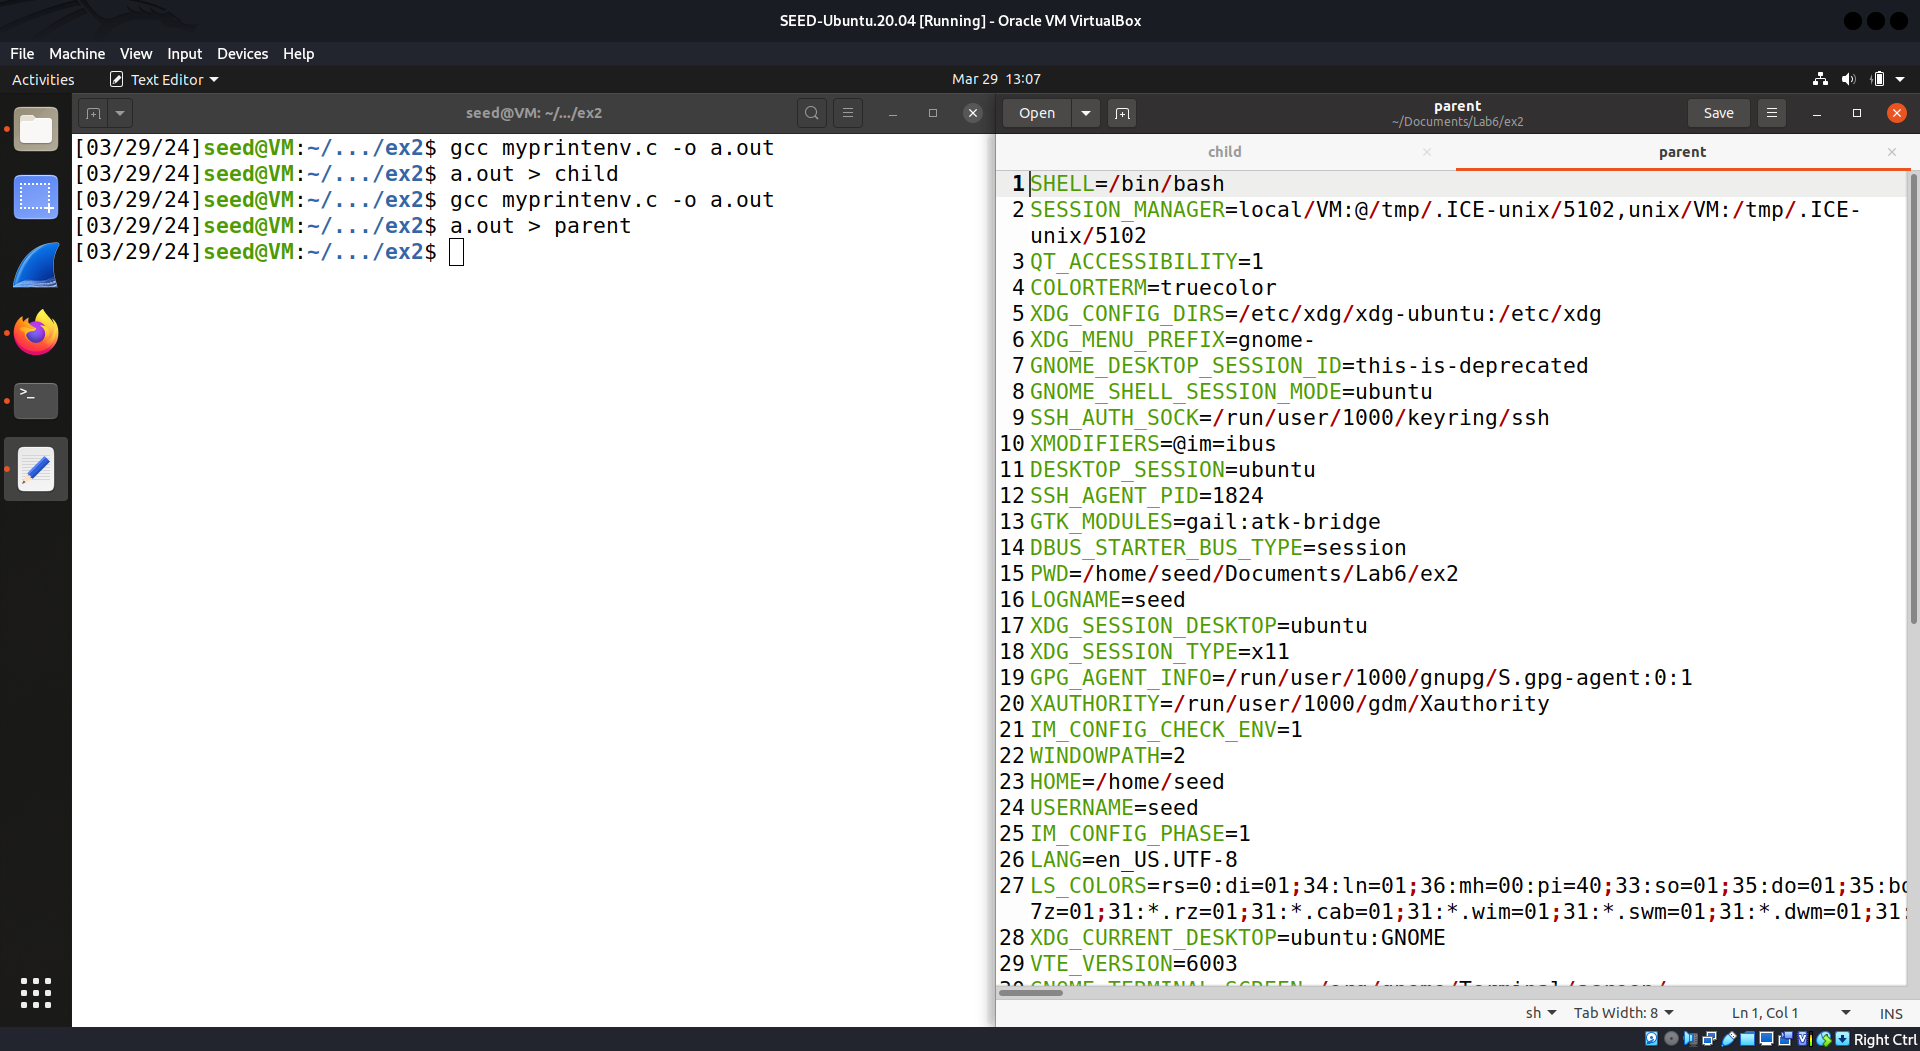 SEED-Ubuntu.20.04 [Running] - Oracle VM VirtualBox
File Machine View Input Devices Help
Activities Text Editor Mar 29 13:07
seed@VM: ~/.../ex2
[03/29/24]seed@VM:~/.../ex2$ gcc myprintenv.c -o a.out
[03/29/24]seed@VM:~/.../ex2$ a.out > child
[03/29/24]seed@VM:~/.../ex2$ gcc myprintenv.c -o a.out
[03/29/24]seed@VM:~/.../ex2$ a.out > parent
[03/29/24]seed@VM:~/.../ex2$
Open parent Save
~/Documents/Lab6/ex2
child parent
1 SHELL=/bin/bash
2 SESSION_MANAGER=local/VM:@/tmp/.ICE-unix/5102,unix/VM:/tmp/.ICE-
unix/5102
3 QT_ACCESSIBILITY=1
4 COLORTERM=truecolor
5 XDG_CONFIG_DIRS=/etc/xdg/xdg-ubuntu:/etc/xdg
6 XDG_MENU_PREFIX=gnome-
7 GNOME_DESKTOP_SESSION_ID=this-is-deprecated
8 GNOME_SHELL_SESSION_MODE=ubuntu
9 SSH_AUTH_SOCK=/run/user/1000/keyring/ssh
10 XMODIFIERS=@im=ibus
11 DESKTOP_SESSION=ubuntu
12 SSH_AGENT_PID=1824
13 GTK_MODULES=gail:atk-bridge
14 DBUS_STARTER_BUS_TYPE=session
15 PWD=/home/seed/Documents/Lab6/ex2
16 LOGNAME=seed
17 XDG_SESSION_DESKTOP=ubuntu
18 XDG_SESSION_TYPE=x11
19 GPG_AGENT_INFO=/run/user/1000/gnupg/S.gpg-agent:0:1
20 XAUTHORITY=/run/user/1000/gdm/Xauthority
21 IM_CONFIG_CHECK_ENV=1
22 WINDOWPATH=2
23 HOME=/home/seed
24 USERNAME=seed
25 IM_CONFIG_PHASE=1
26 LANG=en_US.UTF-8
27 LS_COLORS=rs=0:di=01;34:ln=01;36:mh=00:pi=40;33:so=01;35:do=01;35:bd
7z=01;31:*.rz=01;31:*.cab=01;31:*.wim=01;31:*.swm=01;31:*.dwm=01;31:
28 XDG_CURRENT_DESKTOP=ubuntu:GNOME
29 VTE_VERSION=6003
30 GNOME_TERMINAL_SCREEN=/org/gnome/Terminal/screen/
sh Tab Width: 8 Ln 1, Col 1 INS
Right Ctrl